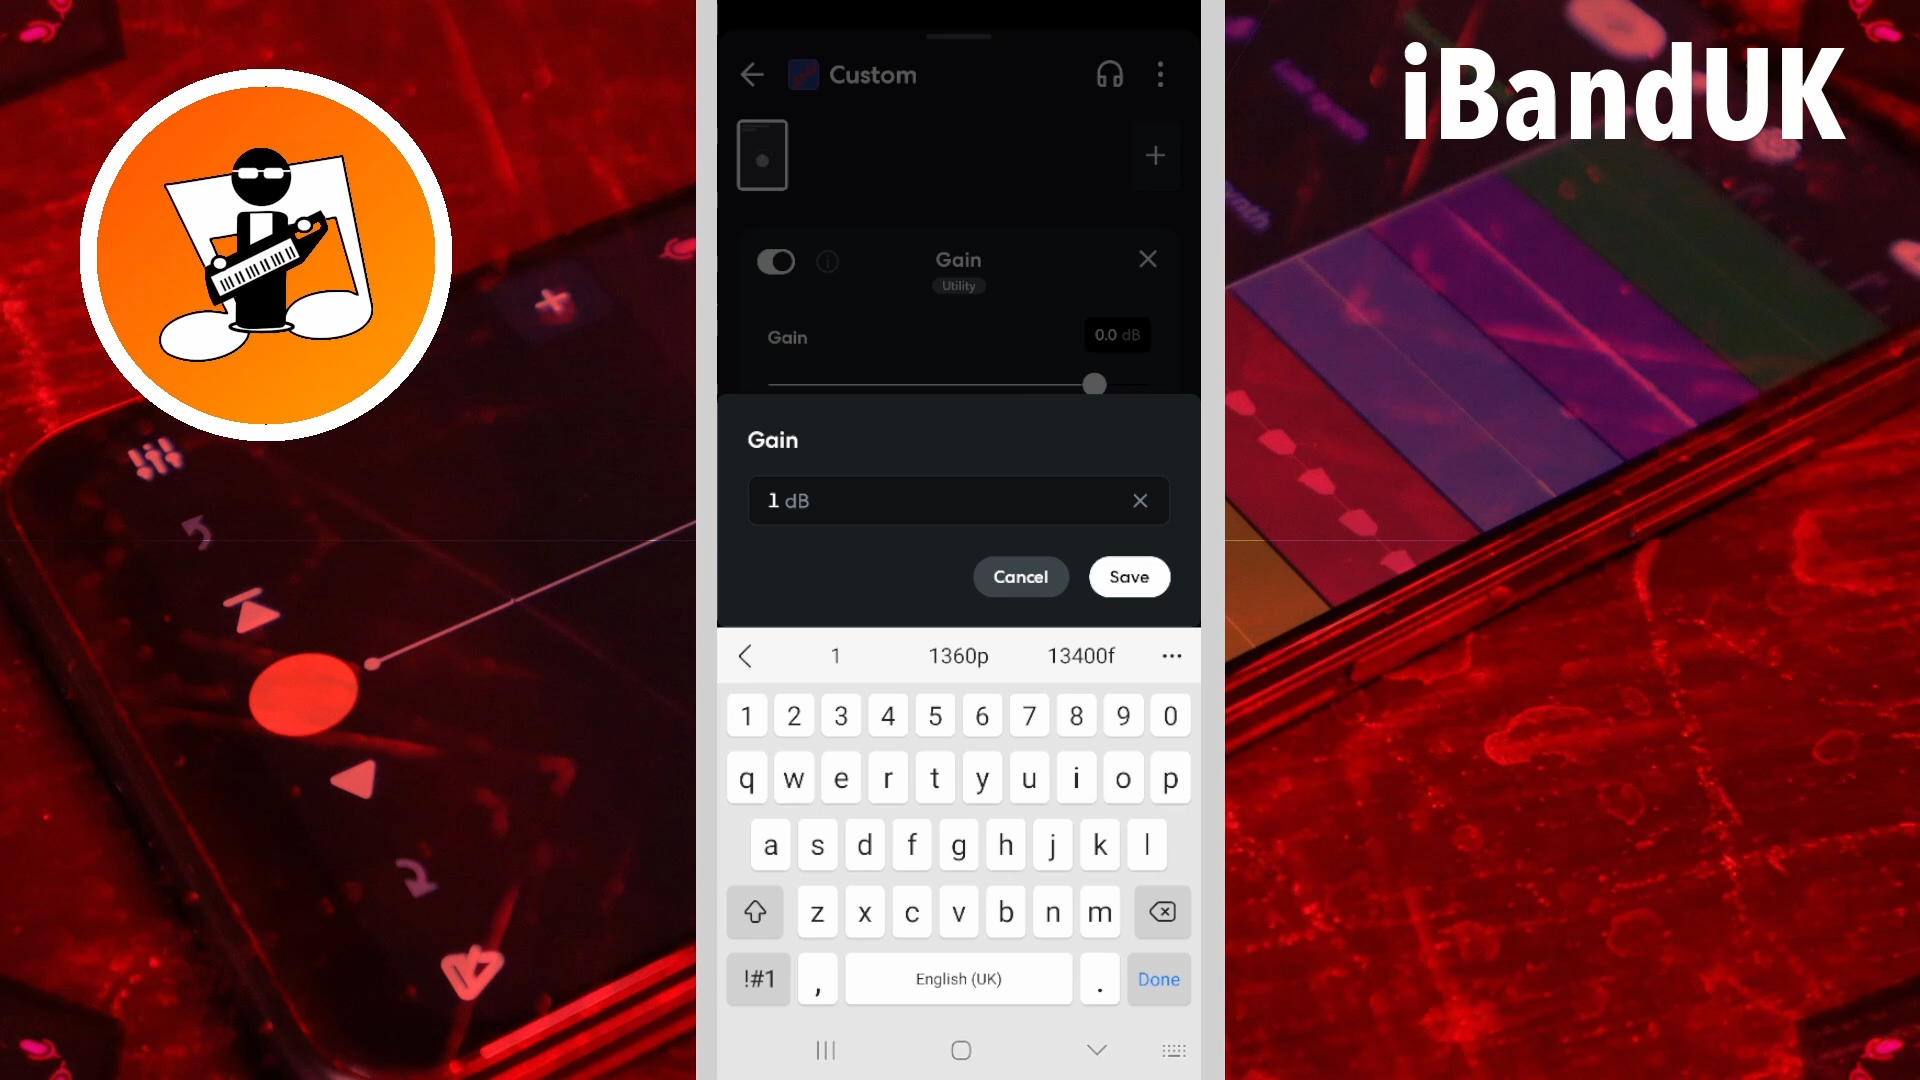 iBandUK
Custom
Gain
Utility
Gain
0.0 dB
Gain
1 dB
Cancel
Save
1
1360p
13400f
1 2 3 4 5 6 7 8 9 0
q w e r t y u i o p
a s d f g h j k l
z x c v b n m
!#1 , English (UK) . Done